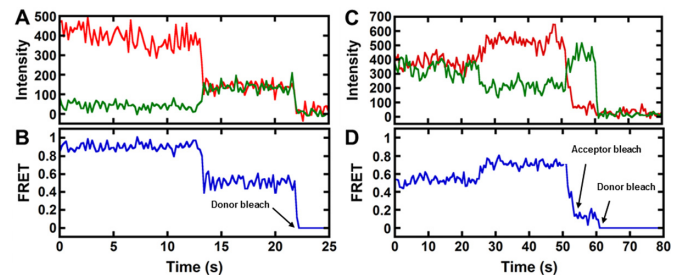 A
Intensity
500
400
300
200
100
0
B
FRET
1
0.8
0.6
0.4
0.2
0
Donor bleach
0 5 10 15 20 25
Time (s)
C
Intensity
700
600
500
400
300
200
100
0
D
FRET
1
0.8
0.6
0.4
0.2
0
Acceptor bleach
Donor bleach
0 10 20 30 40 50 60 70 80
Time (s)